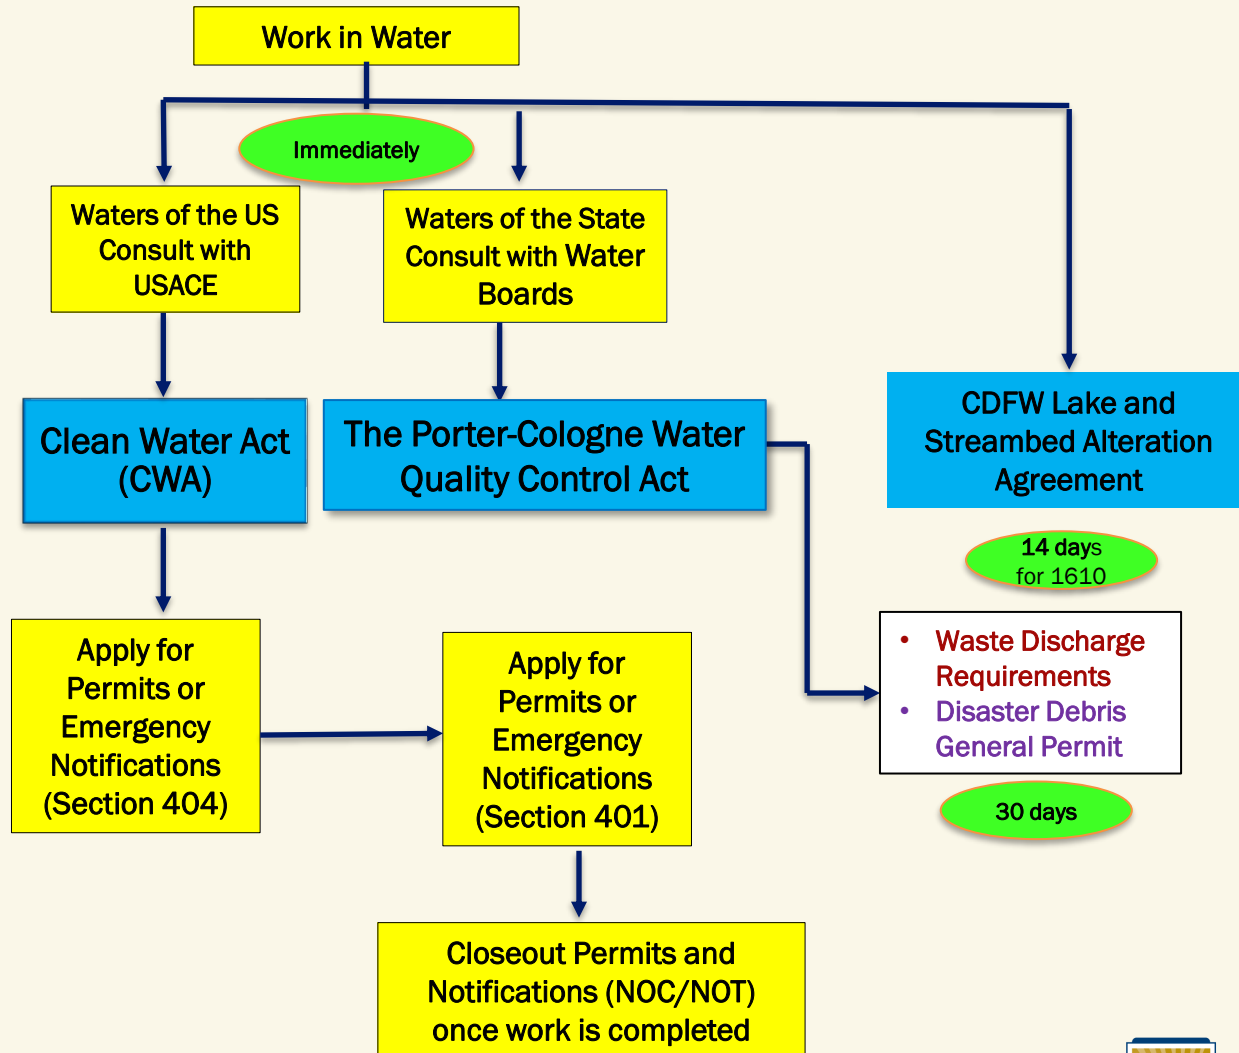 Work in Water
Immediately
Waters of the US
Consult with
USACE
Waters of the State
Consult with Water
Boards
Clean Water Act
(CWA)
The Porter-Cologne Water
Quality Control Act
CDFW Lake and
Streambed Alteration
Agreement
14 days
for 1610
• Waste Discharge
Requirements
• Disaster Debris
General Permit
30 days
Apply for
Permits or
Emergency
Notifications
(Section 404)
Apply for
Permits or
Emergency
Notifications
(Section 401)
Closeout Permits and
Notifications (NOC/NOT)
once work is completed